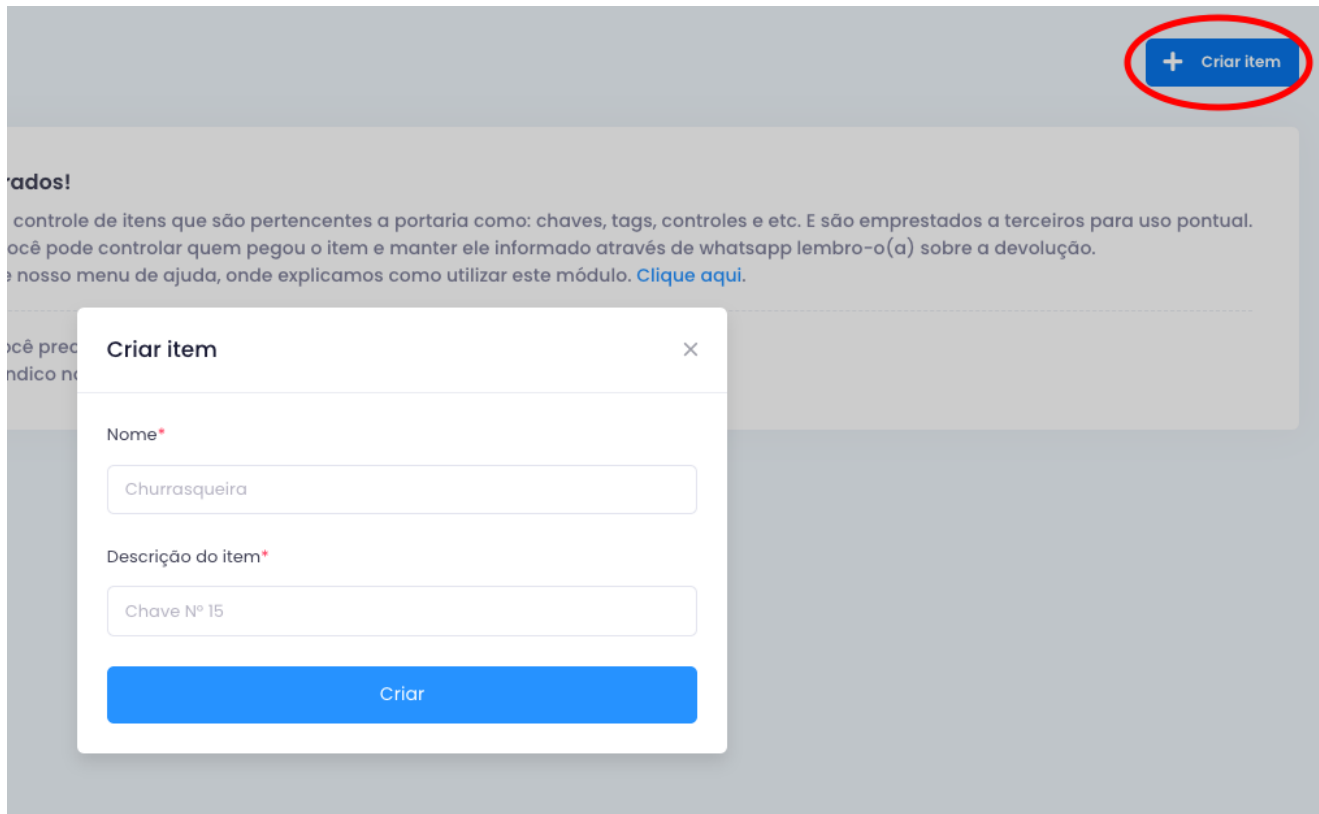 Criar item
rados!
controle de itens que são pertencentes a portaria como: chaves, tags, controles e etc. E são emprestados a terceiros para uso pontual.
ocê pode controlar quem pegou o item e manter ele informado através de whatsapp lembro-o(a) sobre a devolução.
e nosso menu de ajuda, onde explicamos como utilizar este módulo. Clique aqui.
ocê prec
ndico n
Criar item
Nome*
Churrasqueira
Descrição do item*
Chave Nº 15
Criar